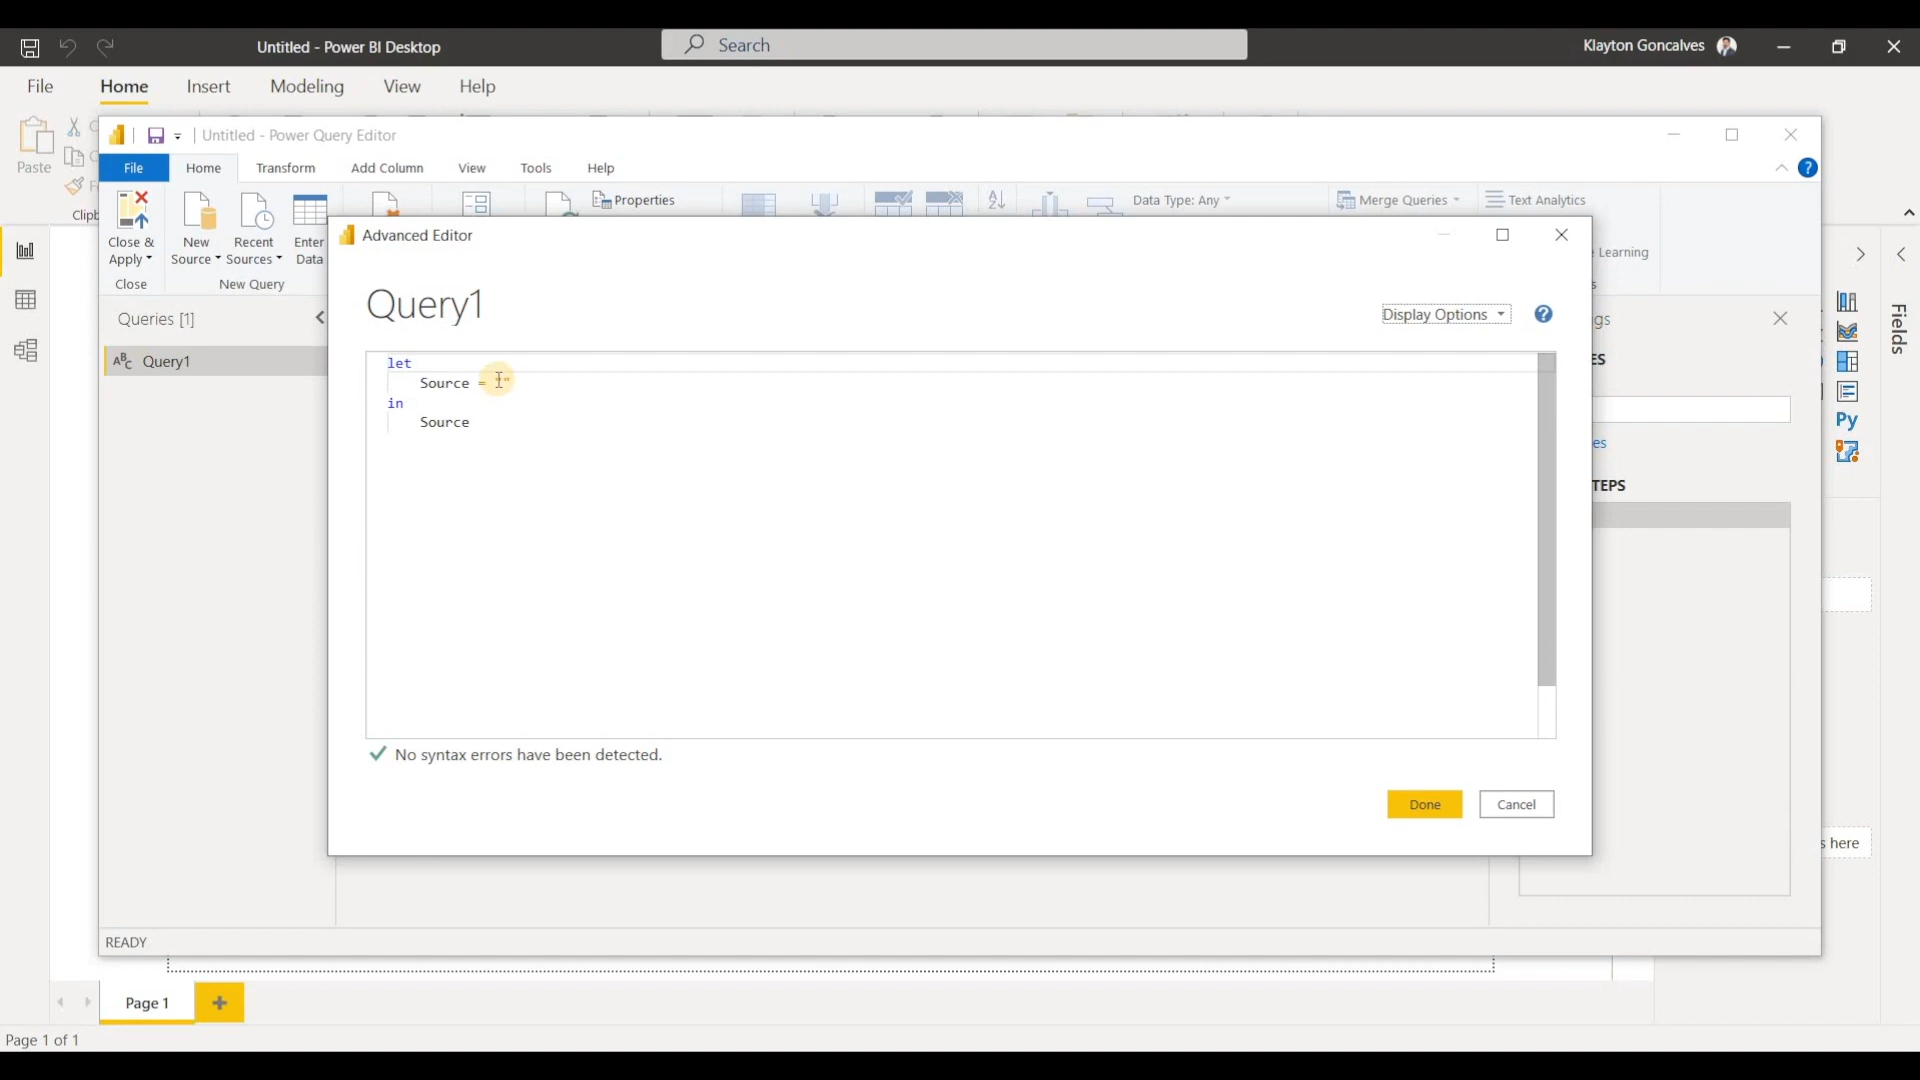 Untitled - Power BI Desktop
Search
Klayton Goncalves
File Home Insert Modeling View Help
Paste
Untitled - Power Query Editor
File Home Transform Add Column View Tools Help
Properties
Data Type: Any
Merge Queries
Text Analytics
Close & Apply
New Source
Recent Sources
Enter Data
Learning
Close
New Query
Advanced Editor
Queries [1]
Query1
Query1
Display Options
let
Source = ""
in
Source
No syntax errors have been detected.
Done
Cancel
Fields
Py
s here
READY
Page 1
Page 1 of 1